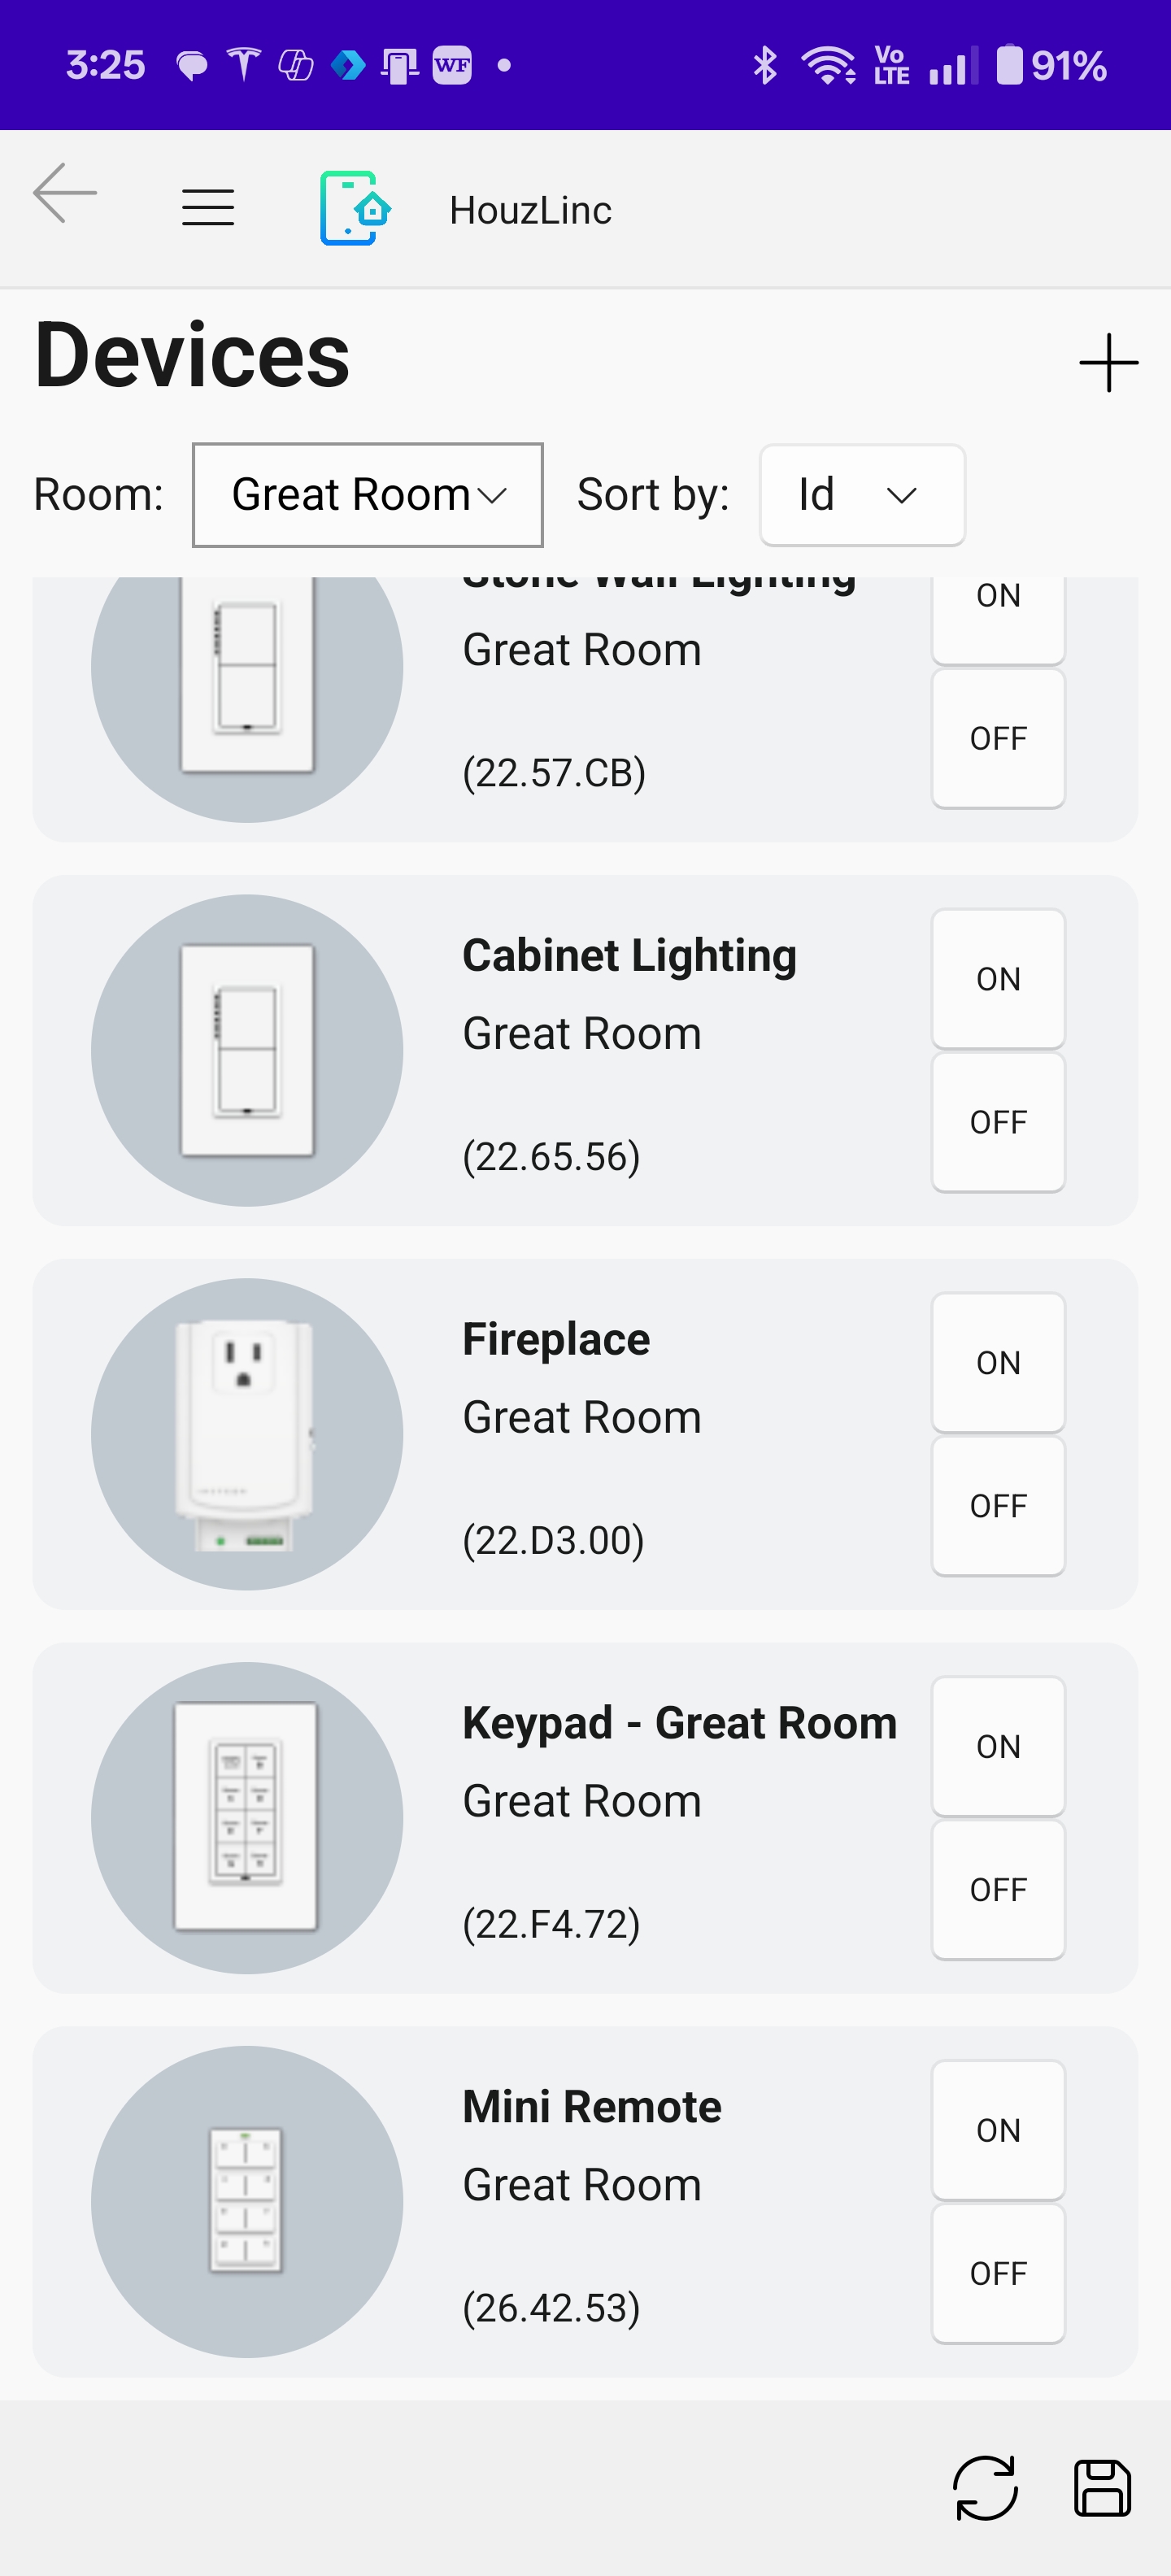 3:25 WF Vo LTE 91%
HouzLinc
Devices
Room: Great Room Sort by: Id
Stone Wall Lighting
Great Room
(22.57.CB)
ON
OFF
Cabinet Lighting
Great Room
(22.65.56)
ON
OFF
Fireplace
Great Room
(22.D3.00)
ON
OFF
Keypad - Great Room
Great Room
(22.F4.72)
ON
OFF
Mini Remote
Great Room
(26.42.53)
ON
OFF